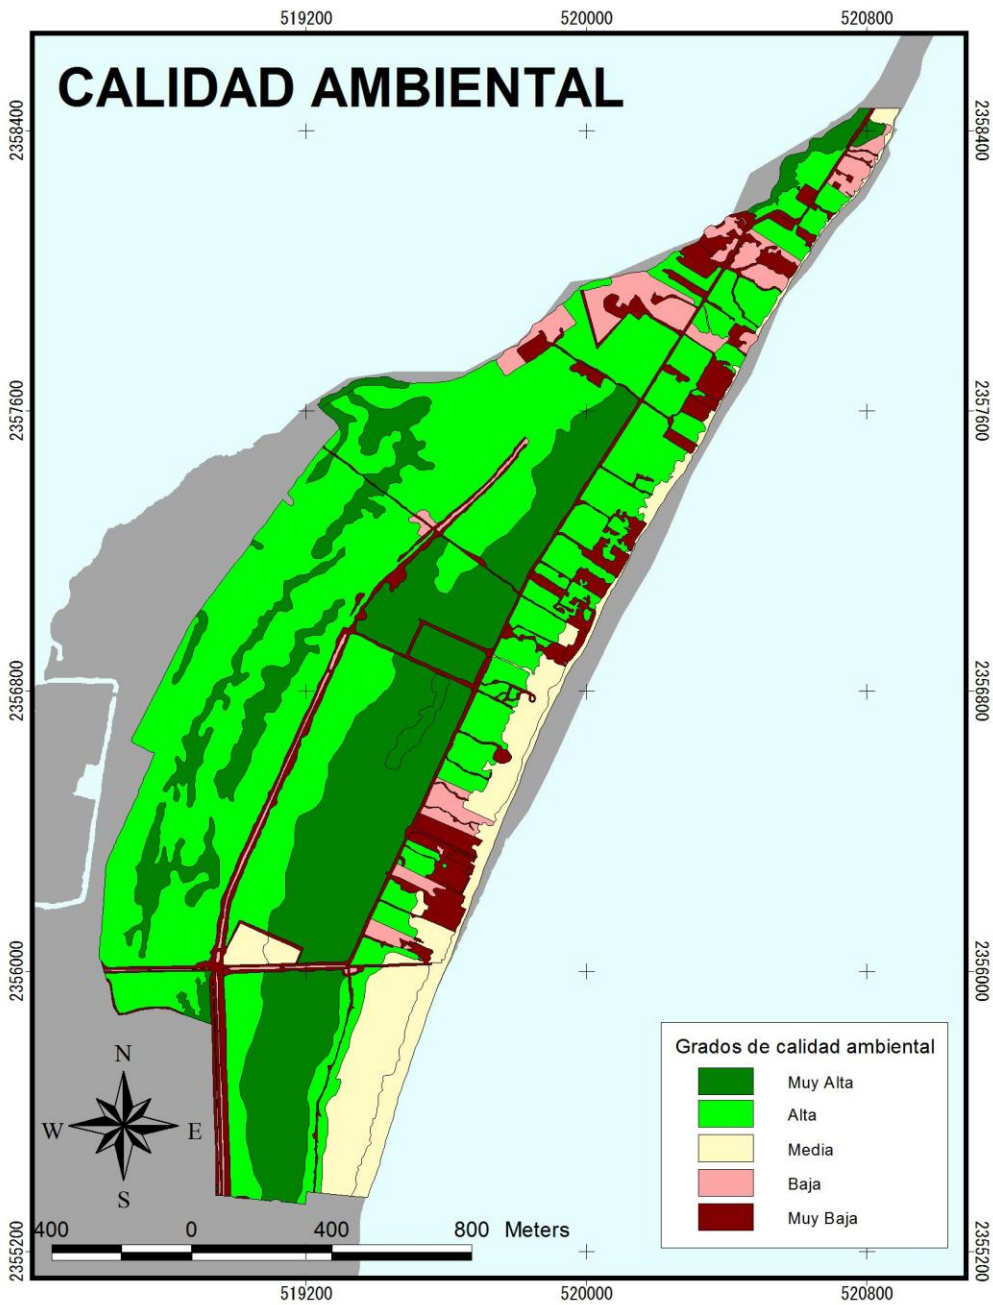 519200 520000 520800
CALIDAD AMBIENTAL
2358400 2358400
2357600 2357600
2356800 2356800
2356000 2356000
Grados de calidad ambiental
Muy Alta
Alta
Media
Baja
Muy Baja
N
W E
S
400 0 400 800 Meters
2355200 2355200
519200 520000 520800